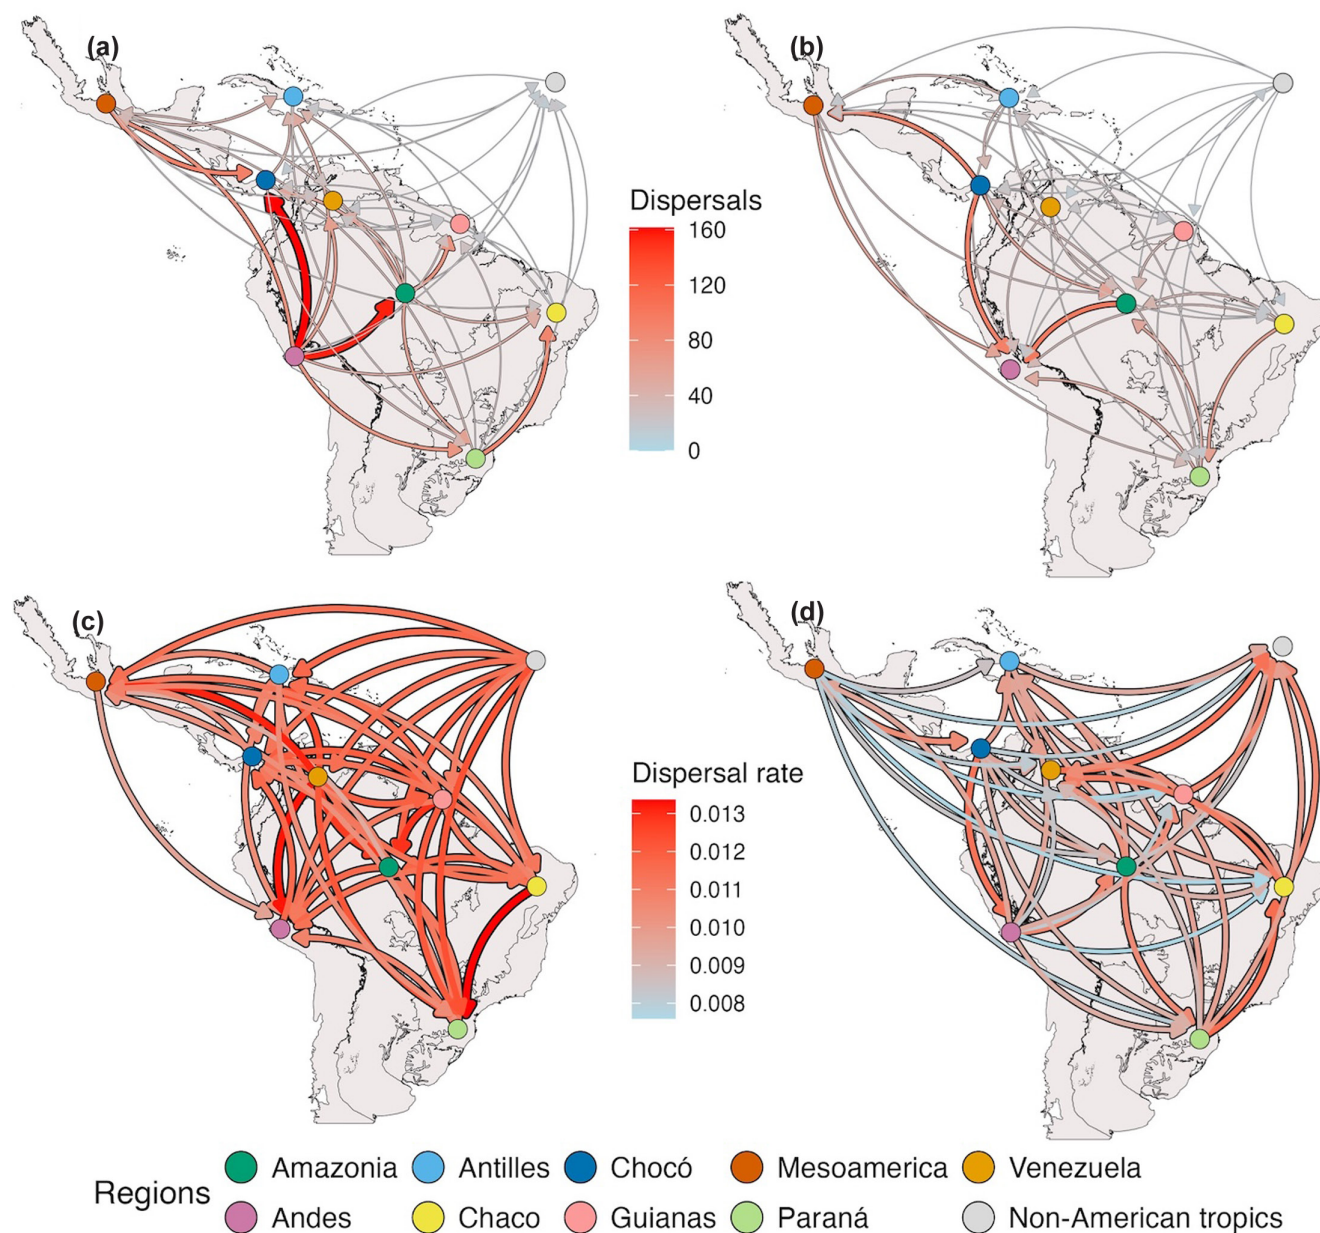 (a)
(b)
Dispersals
160
120
80
40
0
(c)
(d)
Dispersal rate
0.013
0.012
0.011
0.010
0.009
0.008
Regions
Amazonia
Antilles
Chocó
Mesoamerica
Venezuela
Andes
Chaco
Guianas
Paraná
Non-American tropics